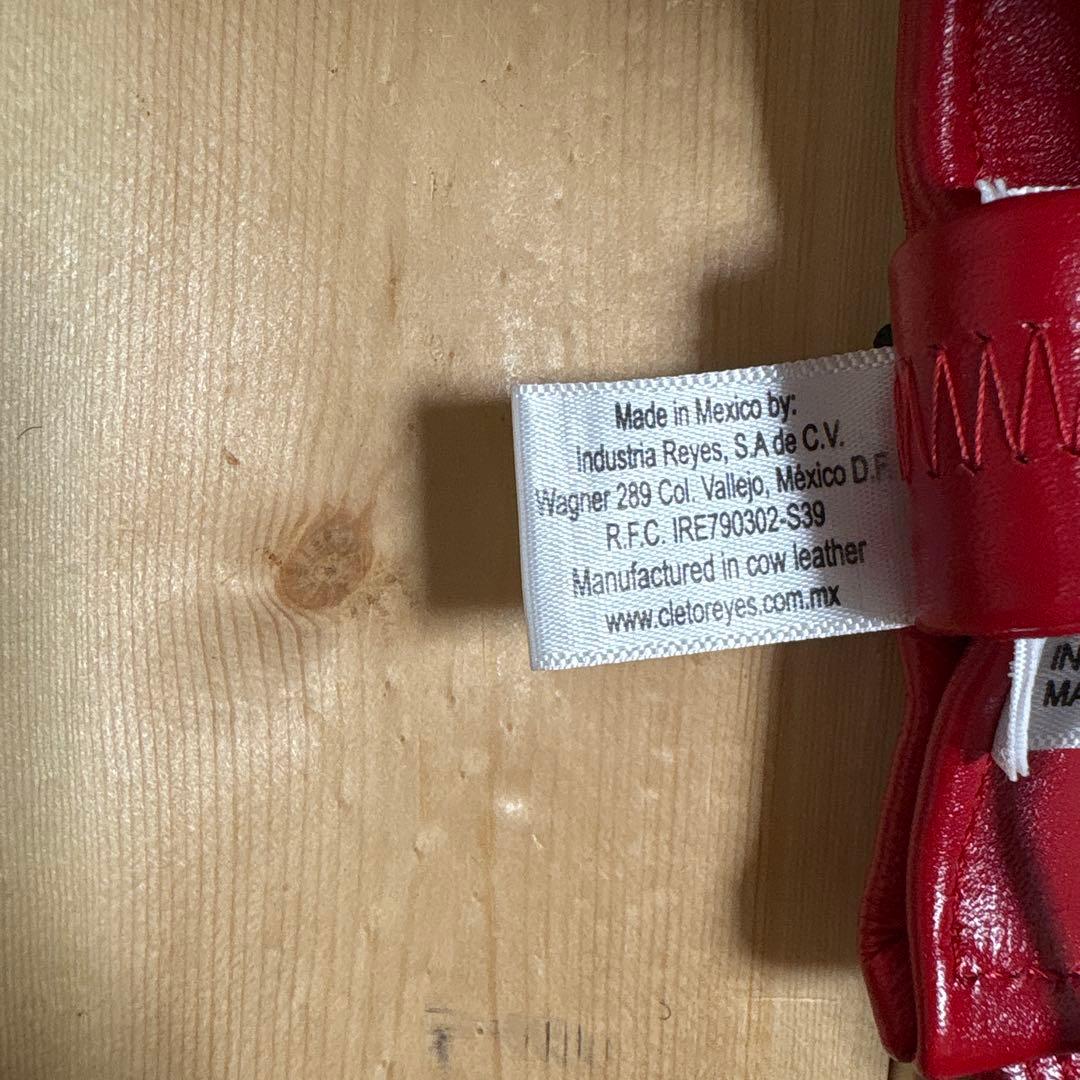 Made in Mexico by:
Industria Reyes, S.A de C.V.
Wagner 289 Col. Vallejo, México D.F.
R.F.C. IRE790302-S39
Manufactured in cow leather
www.cletoreyes.com.mx